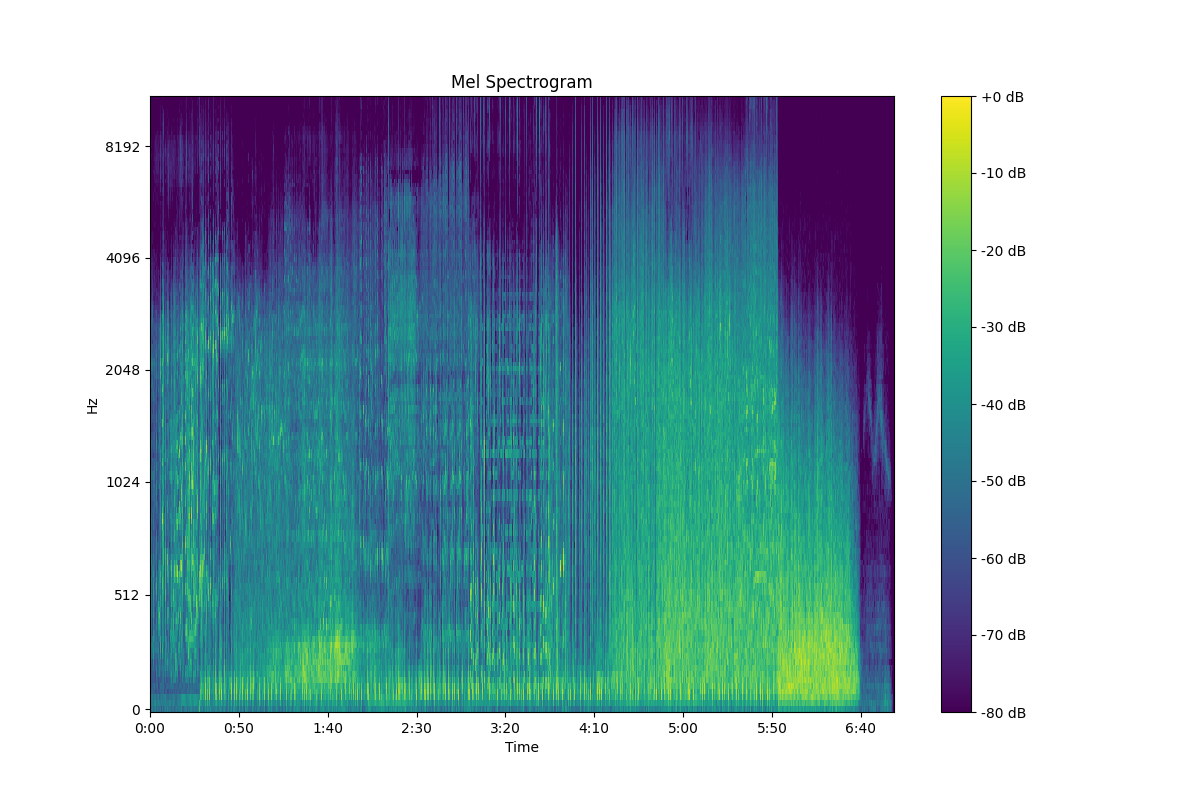 Mel Spectrogram
8192
4096
2048
1024
512
0
Hz
0:00 0:50 1:40 2:30 3:20 4:10 5:00 5:50 6:40
Time
+0 dB
-10 dB
-20 dB
-30 dB
-40 dB
-50 dB
-60 dB
-70 dB
-80 dB